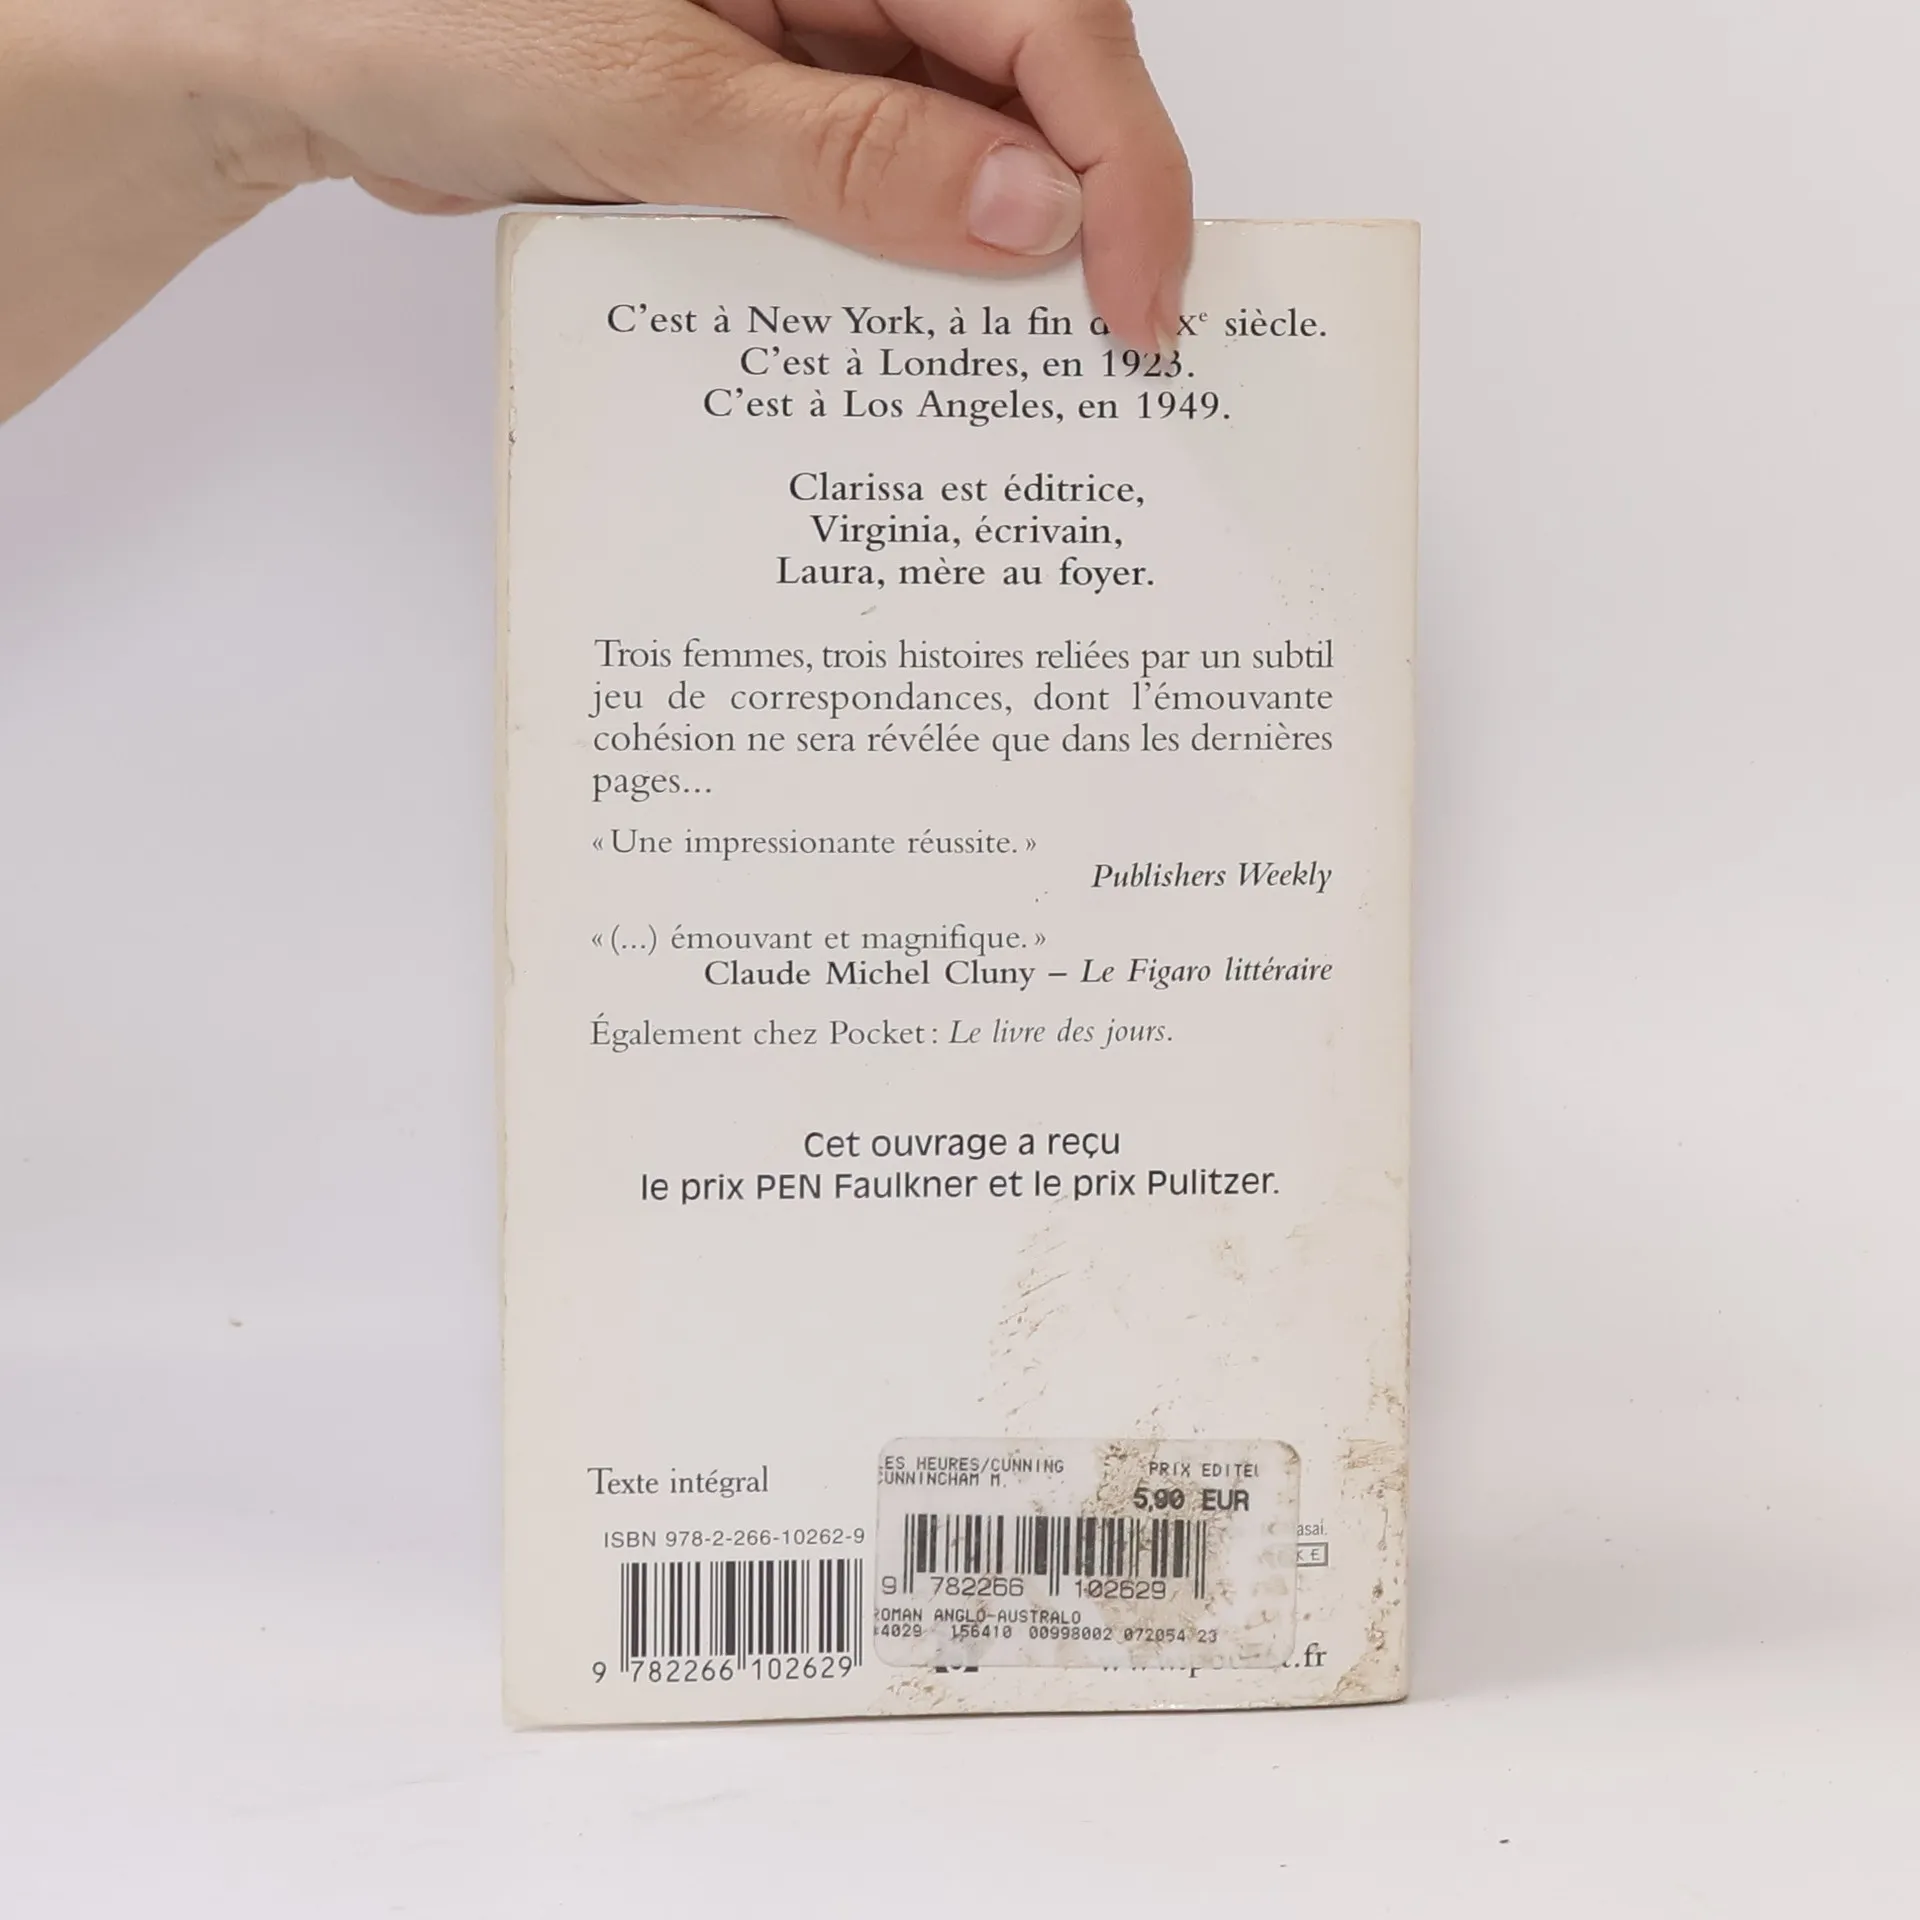 C'est à New York, à la fin siècle.
C'est à Londres, en 1923.
C'est à Los Angeles, en 1949.
Clarissa est éditrice,
Virginia, écrivain,
Laura, mère au foyer.
Trois femmes, trois histoires reliées par un subtil
jeu de correspondances, dont l'émouvante
cohésion ne sera révélée que dans les dernières
pages...
« Une impressionante réussite. »
Publishers Weekly
« (...) émouvant et magnifique. »
Claude Michel Cluny – Le Figaro littéraire
Également chez Pocket : Le livre des jours.
Cet ouvrage a reçu
le prix PEN Faulkner et le prix Pulitzer.
Texte intégral
ISBN 978-2-266-10262-9
9 782266 102629
LES HEURES/CUNNING
CUNNINGHAM M.
PRIX EDITEU
5,90 EUR
9 782266 102629
ROMAN ANGLO-AUSTRALO
4029 156410 00998002 072054 23
.fr